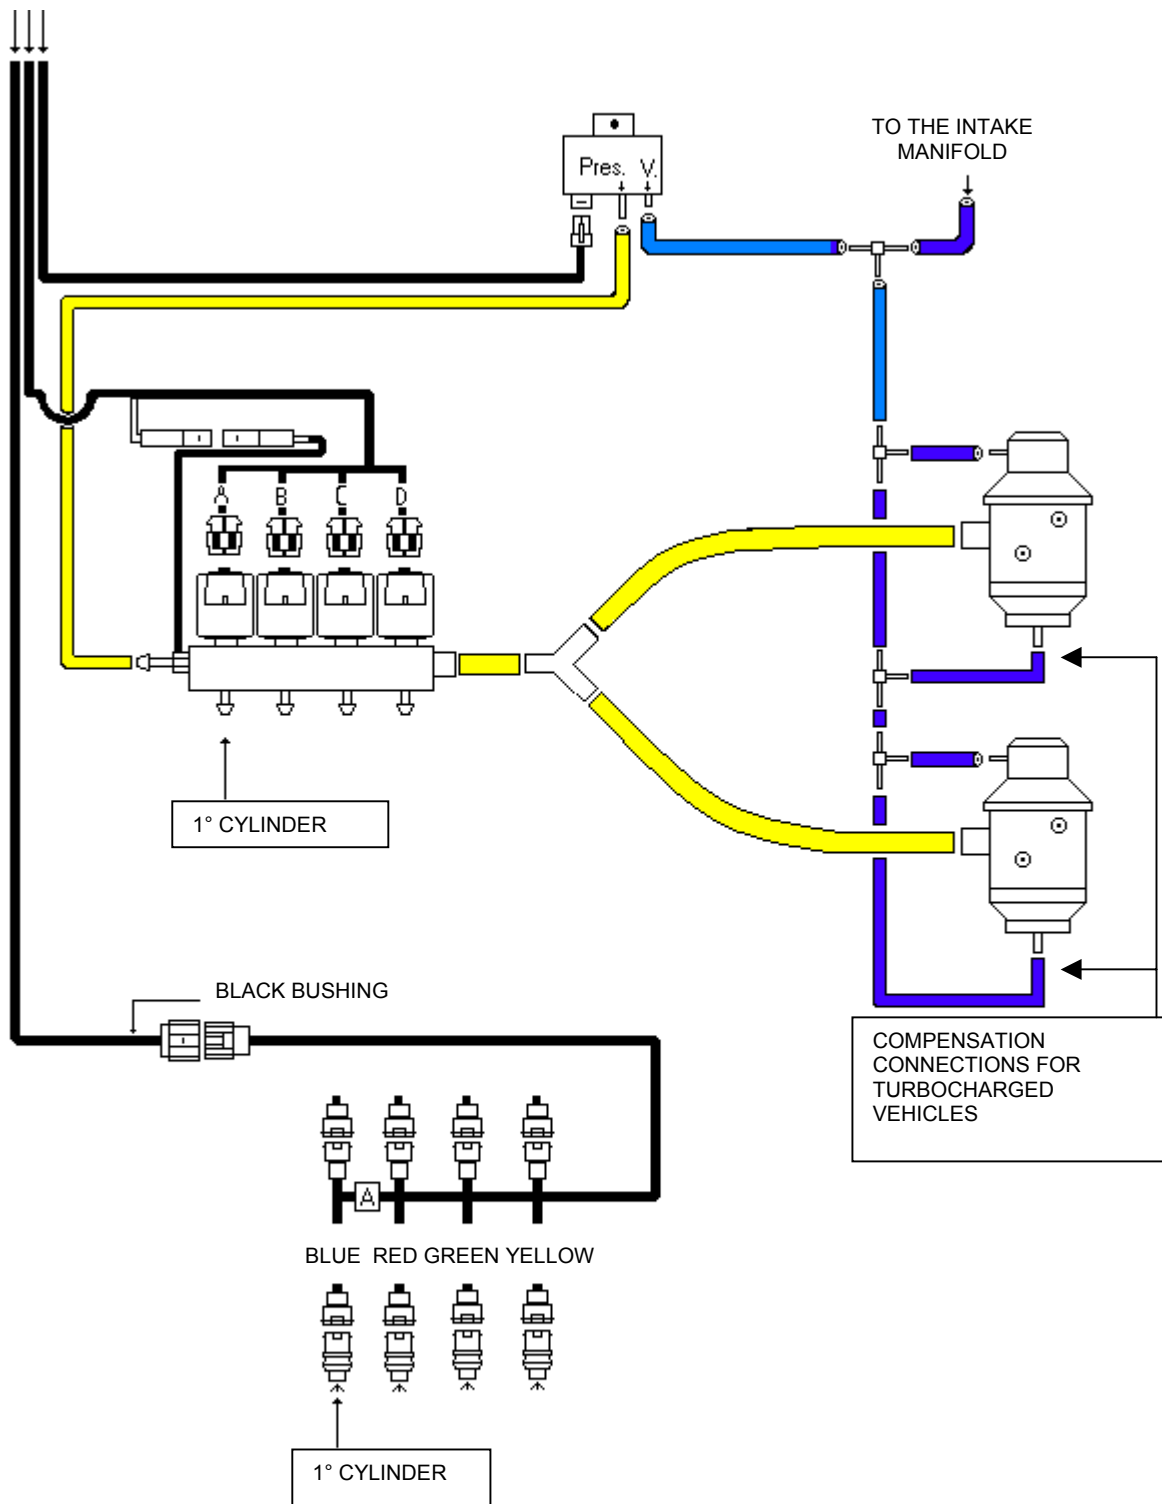 TO THE INTAKE
MANIFOLD
Pres. V.
A B C D
1° CYLINDER
BLACK BUSHING
COMPENSATION
CONNECTIONS FOR
TURBOCHARGED
VEHICLES
A
BLUE RED GREEN YELLOW
1° CYLINDER